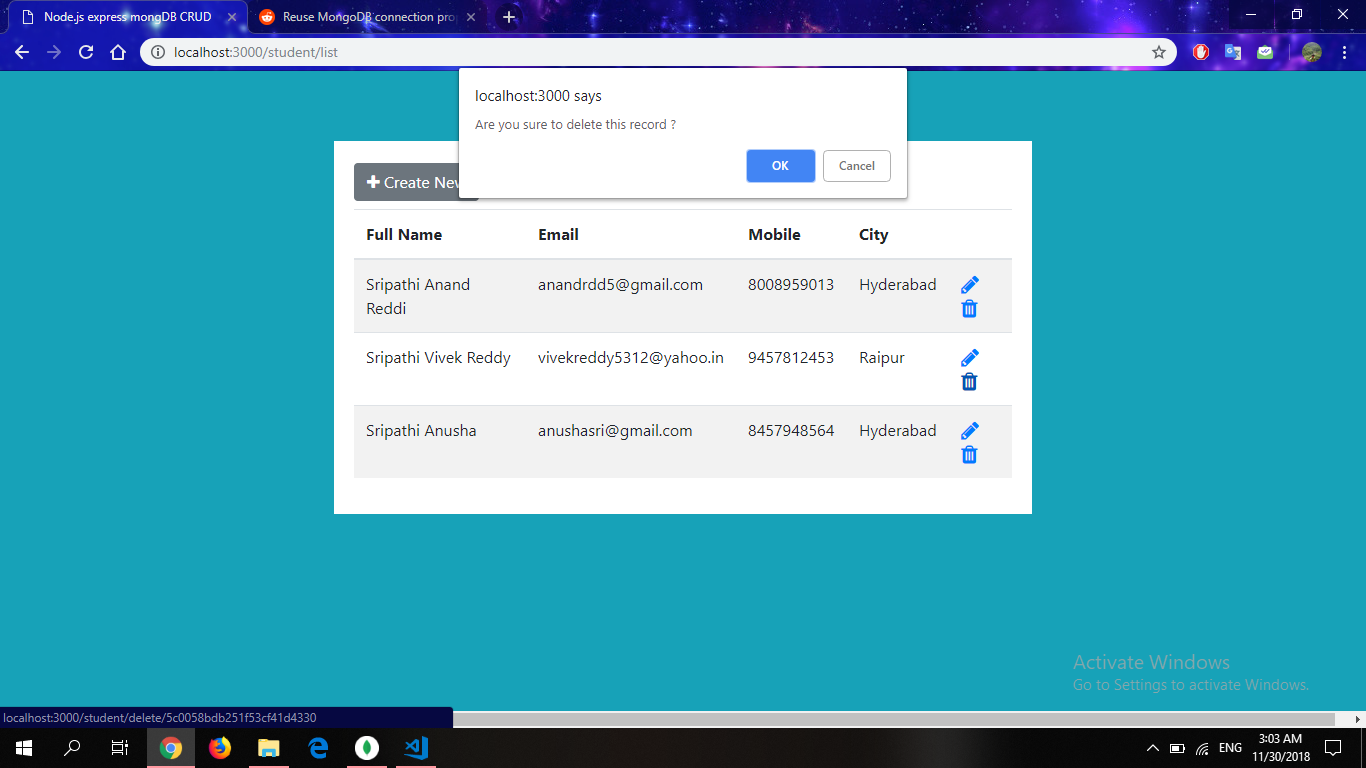 Node.js express mongDB CRUD
Reuse MongoDB connection pro
localhost:3000/student/list
localhost:3000 says
Are you sure to delete this record ?
OK
Cancel
Create New
Full Name Email Mobile City
Sripathi Anand anandrdd5@gmail.com 8008959013 Hyderabad
Reddi
Sripathi Vivek Reddy vivekreddy5312@yahoo.in 9457812453 Raipur
Sripathi Anusha anushasri@gmail.com 8457948564 Hyderabad
Activate Windows
Go to Settings to activate Windows.
localhost:3000/student/delete/5c0058bdb251f53cf41d4330
ENG
3:03 AM
11/30/2018